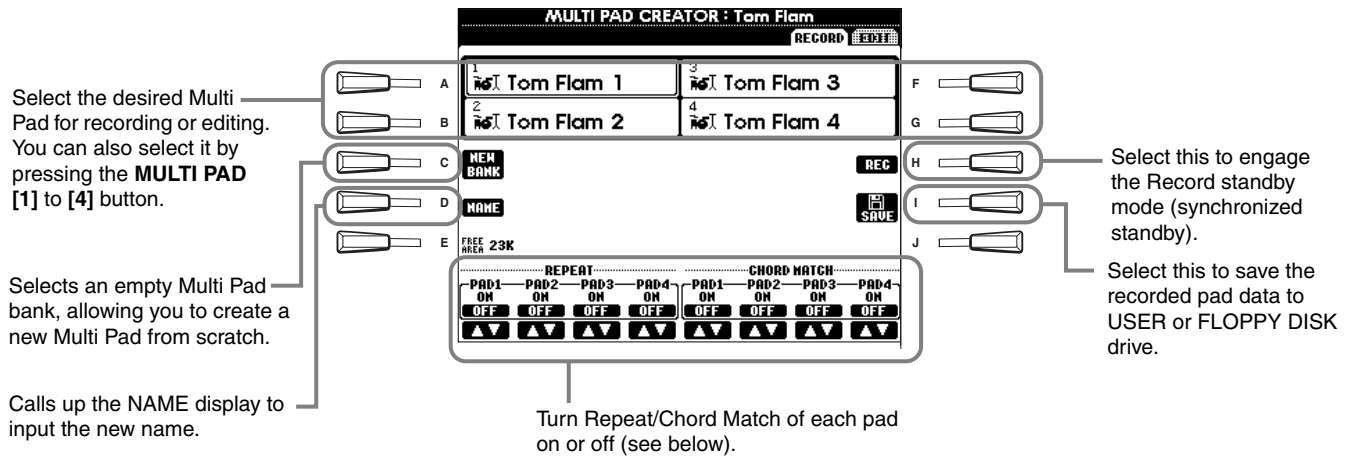 MULTI PAD CREATOR : Tom Flam
RECORD EDIT
Select the desired Multi
Pad for recording or editing.
You can also select it by
pressing the MULTI PAD
[1] to [4] button.
Selects an empty Multi Pad
bank, allowing you to create a
new Multi Pad from scratch.
Calls up the NAME display to
input the new name.
A
B
C
D
E
1
Tom Flam 1
3
Tom Flam 3
2
Tom Flam 2
4
Tom Flam 4
NEW
BANK
REC
NAME
SAVE
FREE
AREA 23K
REPEAT
PAD1 PAD2 PAD3 PAD4
ON ON ON ON
OFF OFF OFF OFF
CHORD MATCH
PAD1 PAD2 PAD3 PAD4
ON ON ON ON
OFF OFF OFF OFF
F
G
H
I
J
Select this to engage
the Record standby
mode (synchronized
standby).
Select this to save the
recorded pad data to
USER or FLOPPY DISK
drive.
Turn Repeat/Chord Match of each pad
on or off (see below).